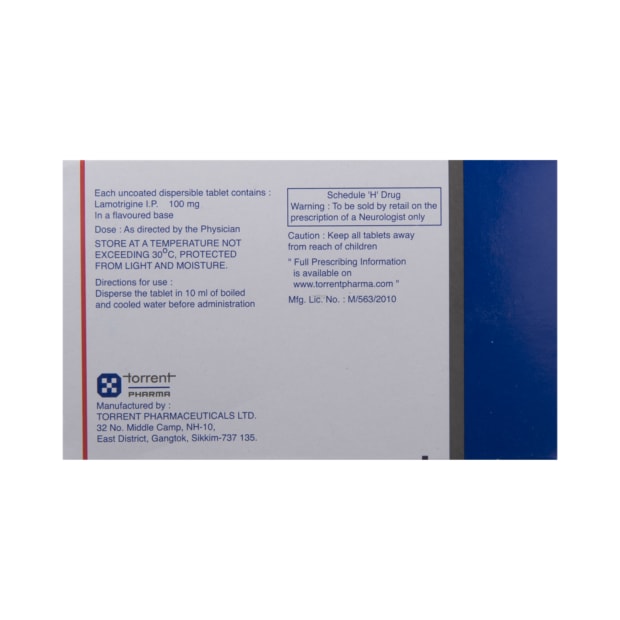 Each uncoated dispersible tablet contains :
Lamotrigine I.P. 100 mg
In a flavoured base
Dose : As directed by the Physician
STORE AT A TEMPERATURE NOT
EXCEEDING 30°C, PROTECTED
FROM LIGHT AND MOISTURE.
Directions for use :
Disperse the tablet in 10 ml of boiled
and cooled water before administration
torrent
PHARMA
Manufactured by :
TORRENT PHARMACEUTICALS LTD.
32 No. Middle Camp, NH-10,
East District, Gangtok, Sikkim-737 135.
Schedule 'H' Drug
Warning : To be sold by retail on the
prescription of a Neurologist only
Caution : Keep all tablets away
from reach of children
" Full Prescribing Information
is available on
www.torrentpharma.com "
Mfg. Lic. No. : M/563/2010